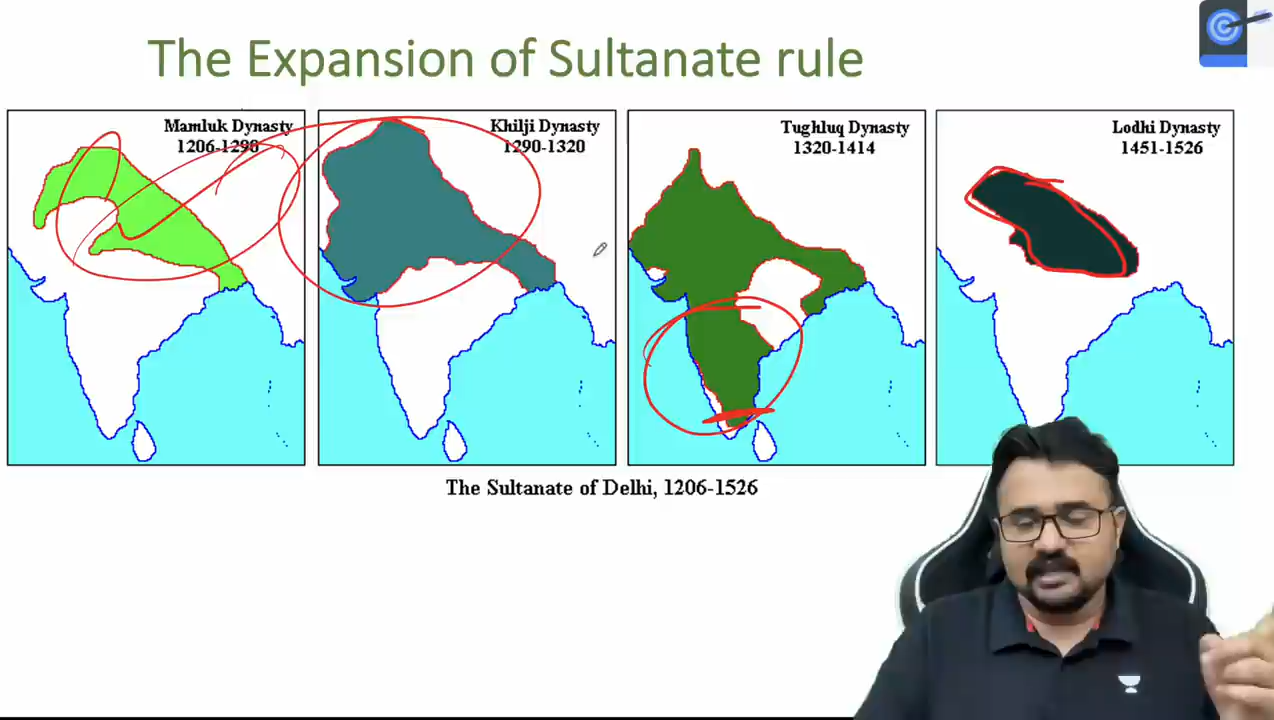 The Expansion of Sultanate rule
Mamluk Dynasty
1206-1290
Khilji Dynasty
1290-1320
Tughluq Dynasty
1320-1414
Lodhi Dynasty
1451-1526
The Sultanate of Delhi, 1206-1526